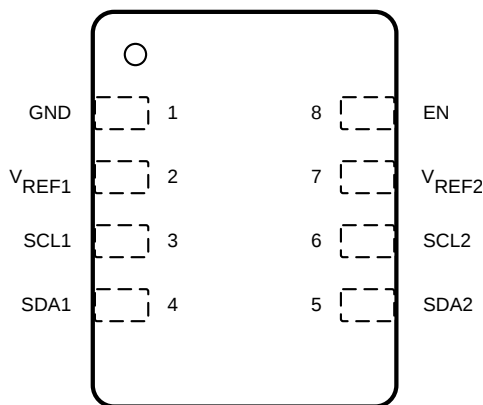 GND 1 8 EN
VREF1 2 7 VREF2
SCL1 3 6 SCL2
SDA1 4 5 SDA2